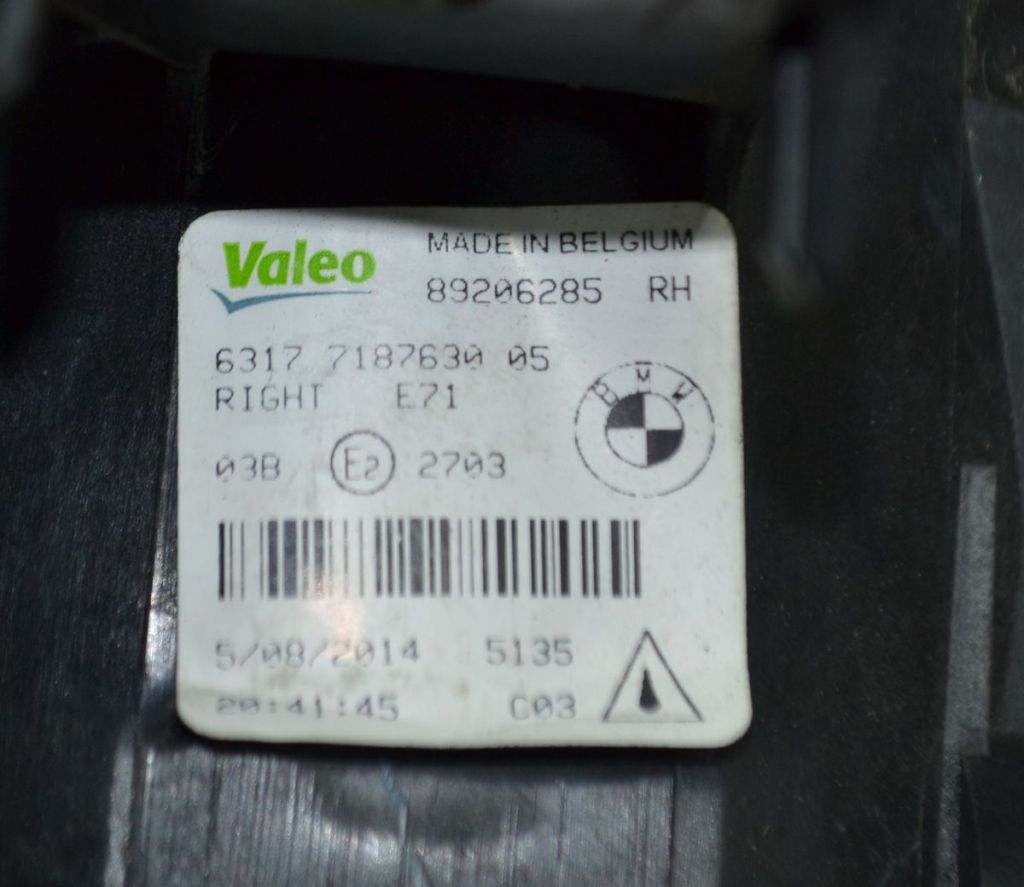 Valeo
MADE IN BELGIUM
89206285 RH
6317 7187630 05
RIGHT E71
BMW
03B E2 2703
5/08/2014 5135
20:41:45 C03